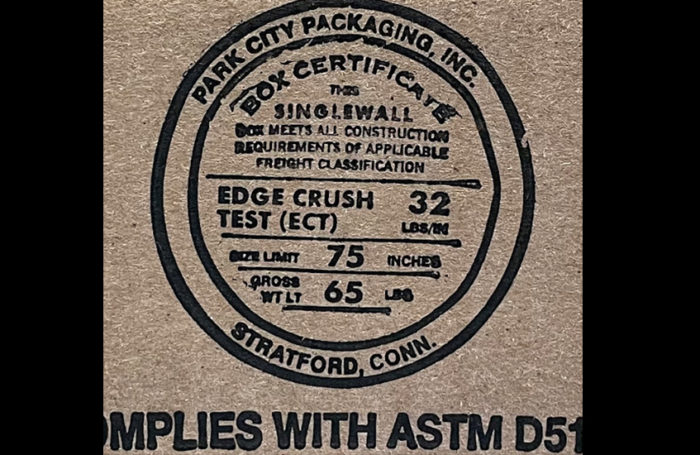 PARK CITY PACKAGING, INC.
BOX CERTIFICATE
THIS
SINGLEWALL
BOX MEETS ALL CONSTRUCTION
REQUIREMENTS OF APPLICABLE
FREIGHT CLASSIFICATION
EDGE CRUSH 32
TEST (ECT) LBS/IN
SIZE LIMIT 75 INCHES
GROSS
WT LT 65 LBS
STRATFORD, CONN.
OMPLIES WITH ASTM D51